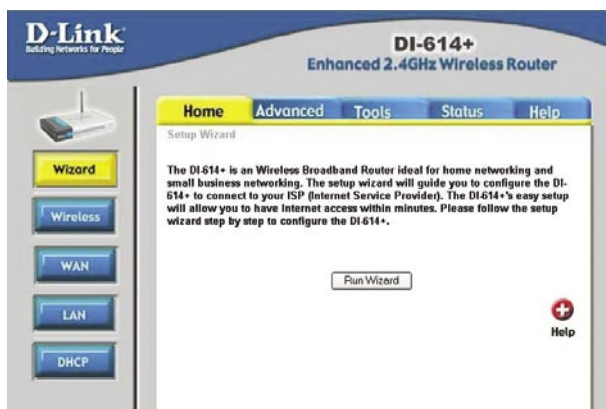 D-Link
Building Networks for People
DI-614+
Enhanced 2.4GHz Wireless Router
Home Advanced Tools Status Help
Setup Wizard
Wizard
The DI-614+ is an Wireless Broadband Router ideal for home networking and
small business networking. The setup wizard will guide you to configure the DI-
614+ to connect to your ISP (Internet Service Provider). The DI-614+'s easy setup
will allow you to have Internet access within minutes. Please follow the setup
wizard step by step to configure the DI-614+.
Wireless
WAN
Run Wizard
LAN
Help
DHCP